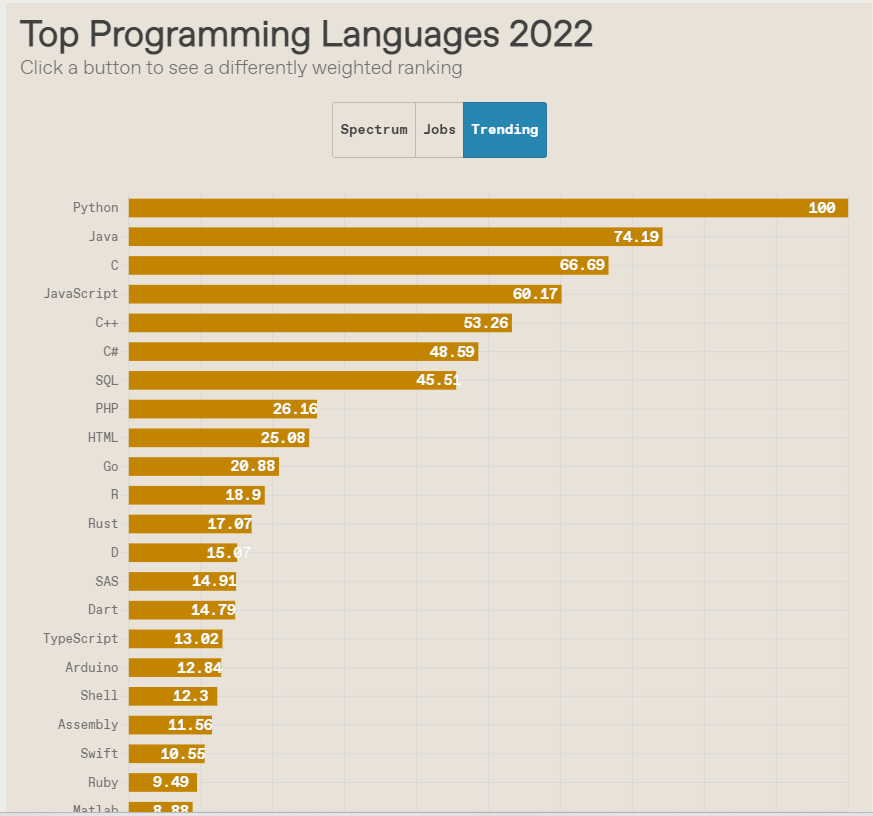 Top Programming Languages 2022
Click a button to see a differently weighted ranking
Spectrum Jobs Trending
Python 100
Java 74.19
C 66.69
JavaScript 60.17
C++ 53.26
C# 48.59
SQL 45.51
PHP 26.16
HTML 25.08
Go 20.88
R 18.9
Rust 17.07
D 15.07
SAS 14.91
Dart 14.79
TypeScript 13.02
Arduino 12.84
Shell 12.3
Assembly 11.56
Swift 10.55
Ruby 9.49
Matlab 8.88